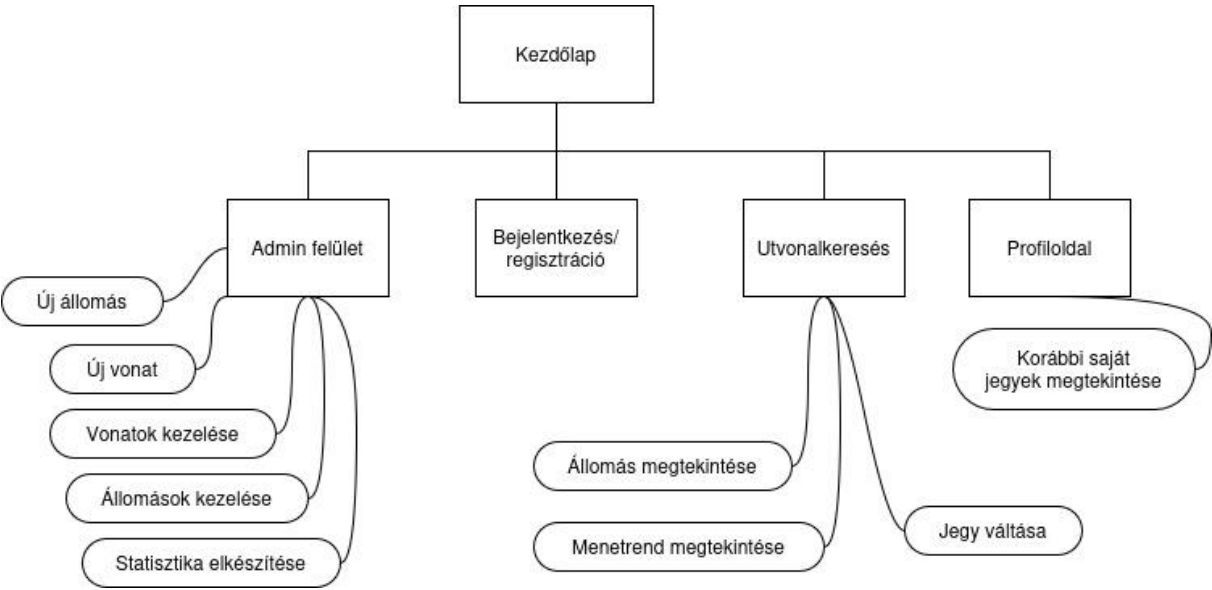 Kezdőlap
Admin felület
Bejelentkezés/
regisztráció
Utvonalkeresés
Profiloldal
Új állomás
Új vonat
Vonatok kezelése
Állomások kezelése
Statisztika elkészítése
Állomás megtekintése
Menetrend megtekintése
Jegy váltása
Korábbi saját
jegyek megtekintése